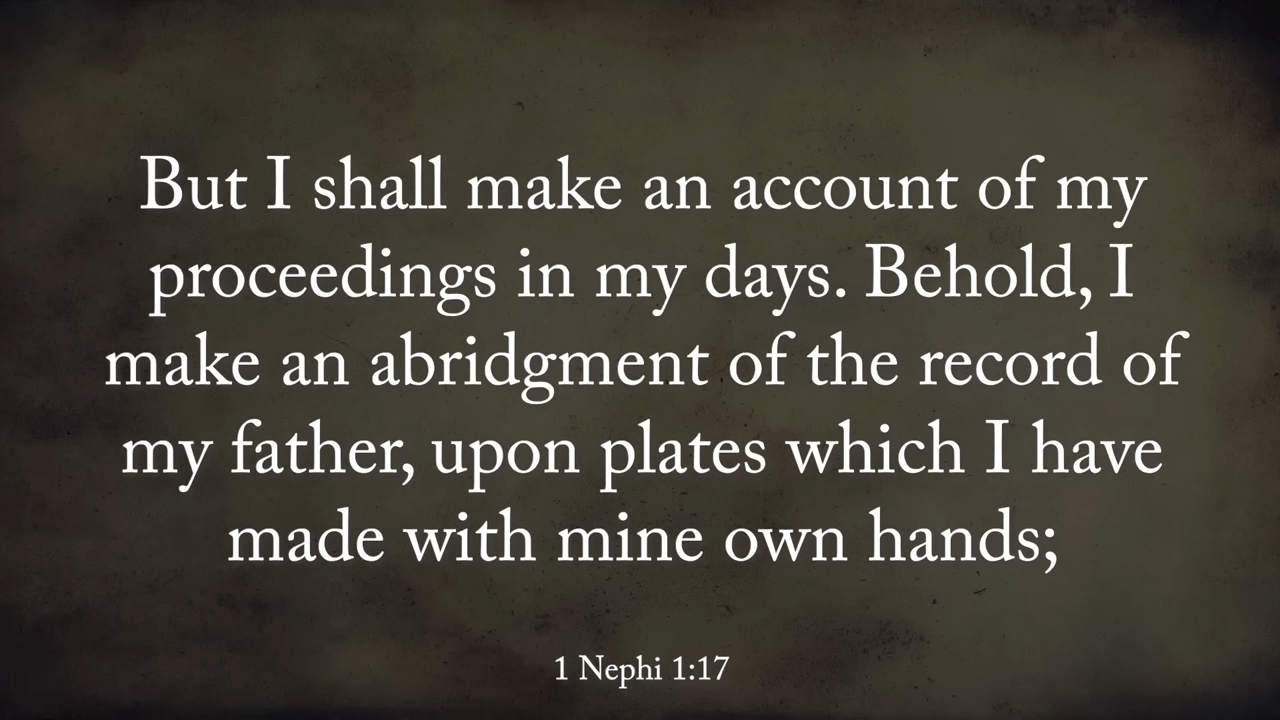 But I shall make an account of my
proceedings in my days. Behold, I
make an abridgment of the record of
my father, upon plates which I have
made with mine own hands;
1 Nephi 1:17